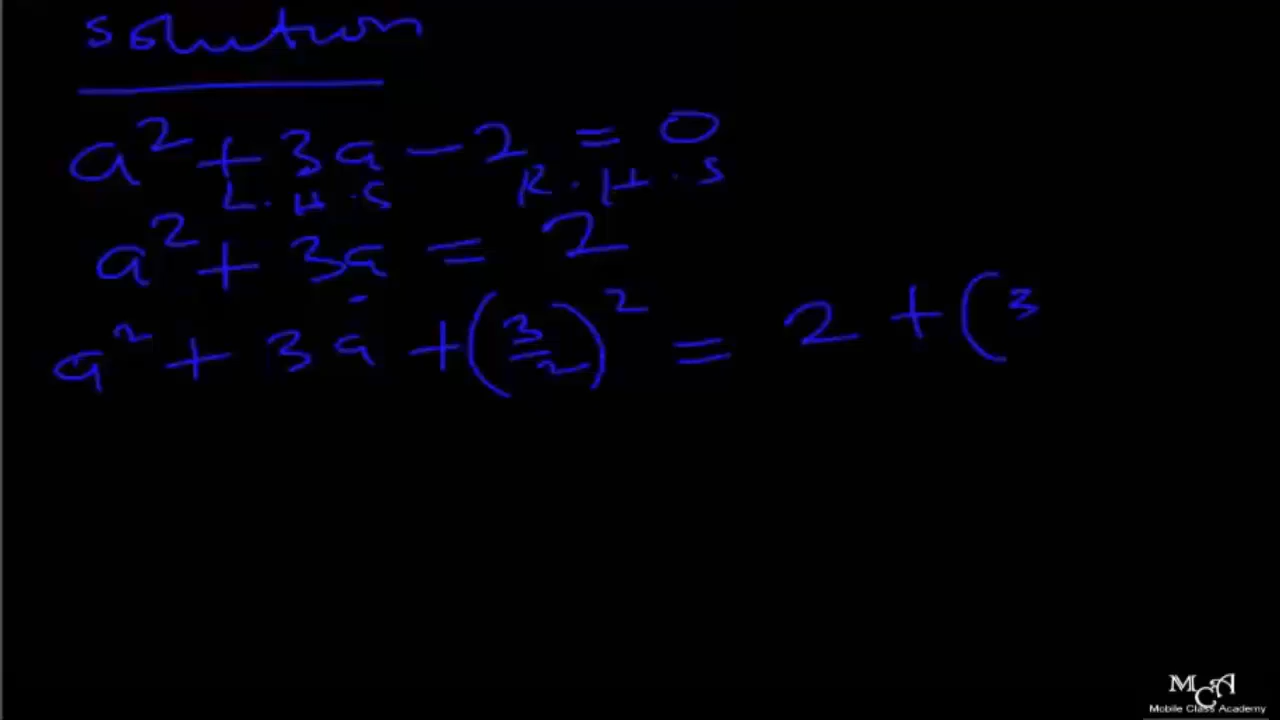 solution
a² + 3a - 2 = 0
L.H.S R.H.S
a² + 3a = 2
a² + 3a + (3/2)² = 2 + (3
MCA
Mobile Class Academy